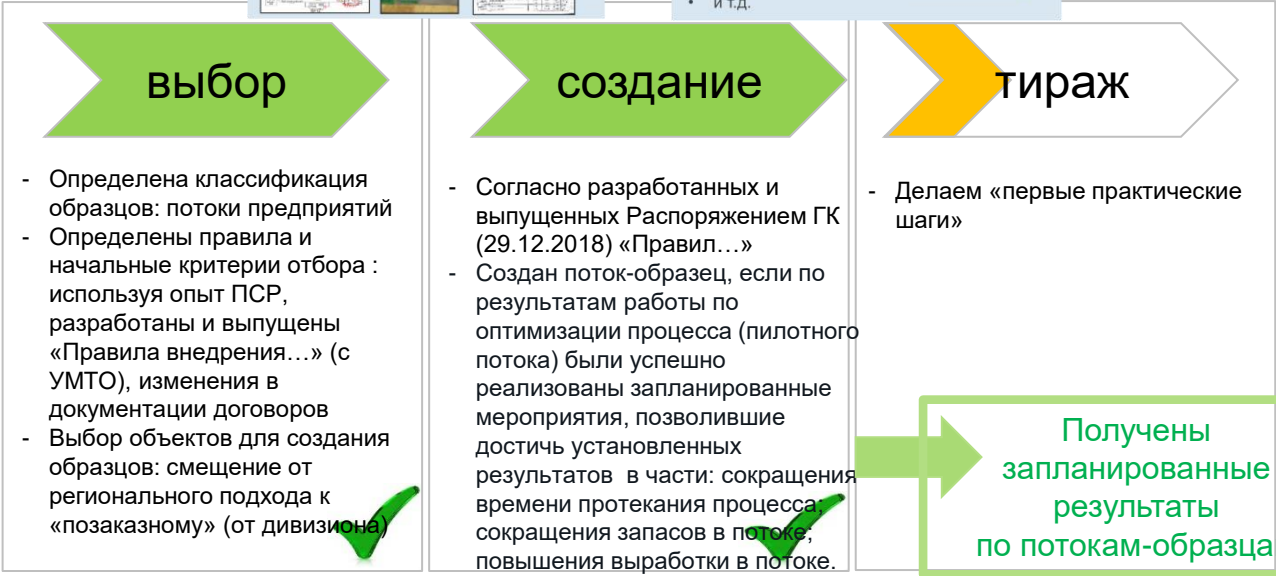 и т.д.
выбор
- Определена классификация
образцов: потоки предприятий
- Определены правила и
начальные критерии отбора :
используя опыт ПСР,
разработаны и выпущены
«Правила внедрения…» (с
УМТО), изменения в
документации договоров
- Выбор объектов для создания
образцов: смещение от
регионального подхода к
«позаказному» (от дивизиона)
создание
- Согласно разработанных и
выпущенных Распоряжением ГК
(29.12.2018) «Правил…»
- Создан поток-образец, если по
результатам работы по
оптимизации процесса (пилотного
потока) были успешно
реализованы запланированные
мероприятия, позволившие
достичь установленных
результатов в части: сокращения
времени протекания процесса;
сокращения запасов в потоке;
повышения выработки в потоке.
тираж
- Делаем «первые практические
шаги»
Получены
запланированные
результаты
по потокам-образца